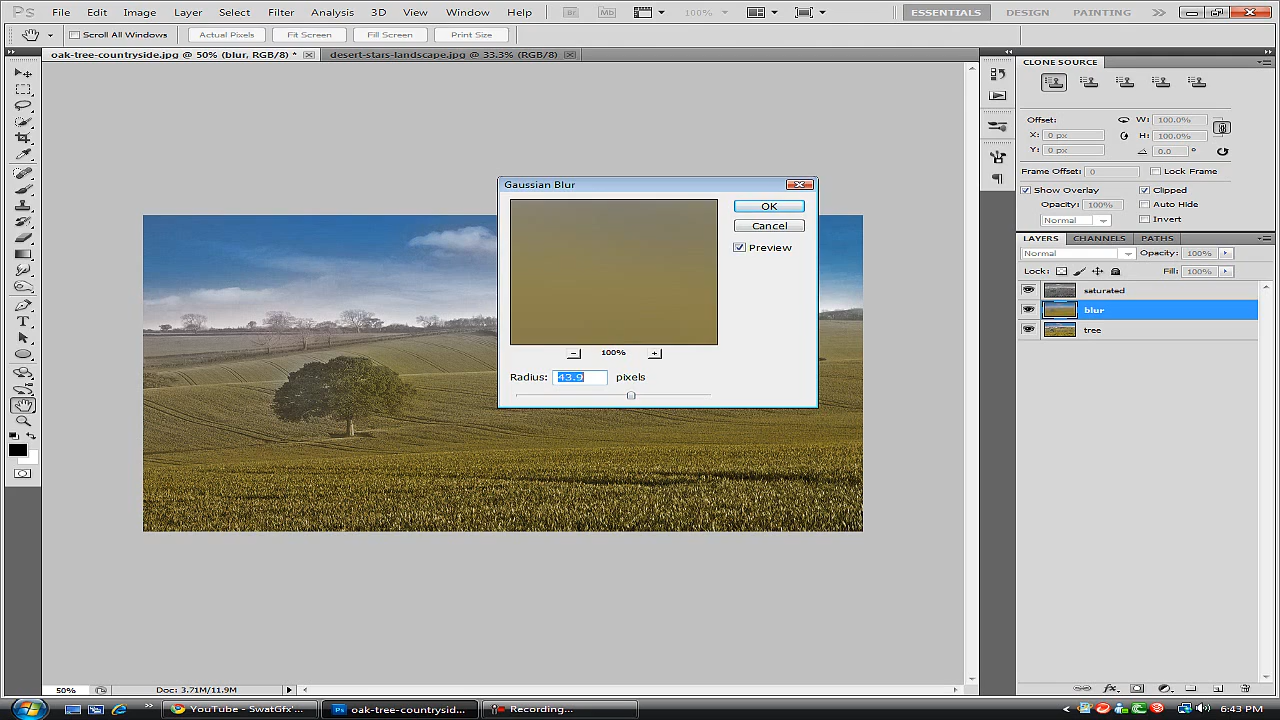 Ps File Edit Image Layer Select Filter Analysis 3D View Window Help Br Mb 100% ESSENTIALS DESIGN PAINTING >>
Scroll All Windows Actual Pixels Fit Screen Fill Screen Print Size
oak-tree-countryside.jpg @ 50% (blur, RGB/8) * desert-stars-landscape.jpg @ 33.3% (RGB/8)
CLONE SOURCE
Offset: W: 100.0%
X: 0 px H: 100.0%
Y: 0 px 0.0 °
Frame Offset: 0 Lock Frame
Show Overlay Clipped
Opacity: 100% Auto Hide
Normal Invert
LAYERS CHANNELS PATHS
Normal Opacity: 100%
Lock: Fill: 100%
saturated
blur
tree
Gaussian Blur
OK
Cancel
Preview
100%
Radius: 43.9 pixels
50% Doc: 3.71M/11.9M
YouTube - SwatGfx'... Ps oak-tree-countrysid... Recording... 6:43 PM